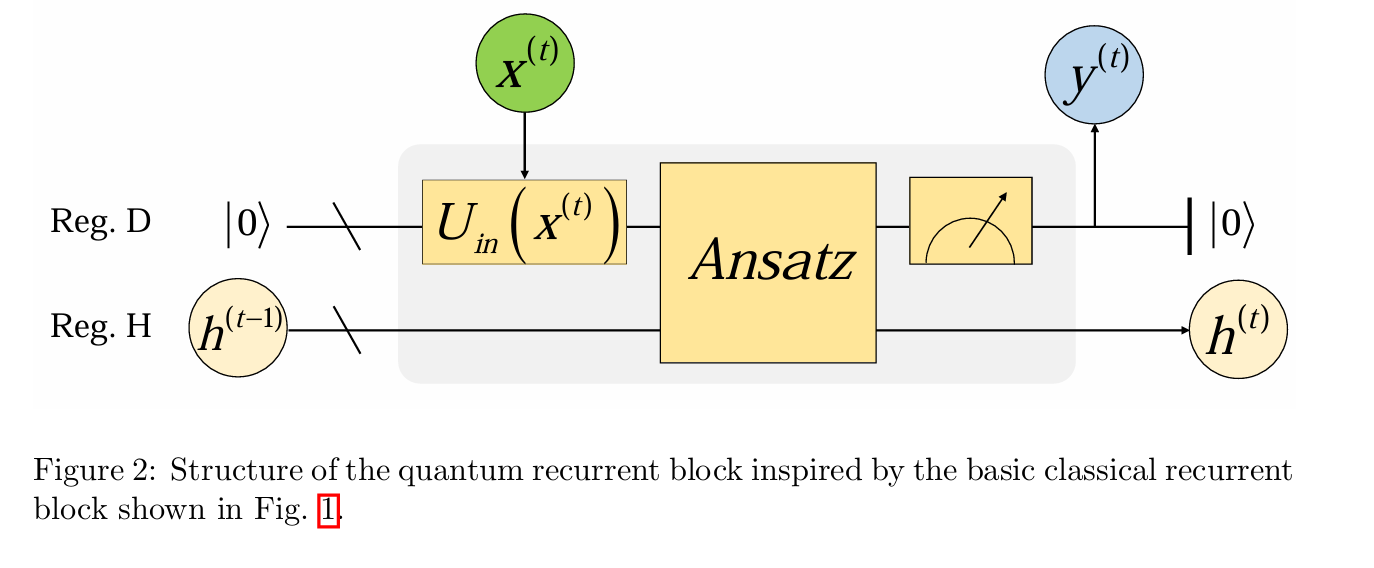 x^(t)
y^(t)
Reg. D
|0⟩
U_in(x^(t))
Ansatz
|0⟩
Reg. H
h^(t−1)
h^(t)
Figure 2: Structure of the quantum recurrent block inspired by the basic classical recurrent
block shown in Fig. 1.